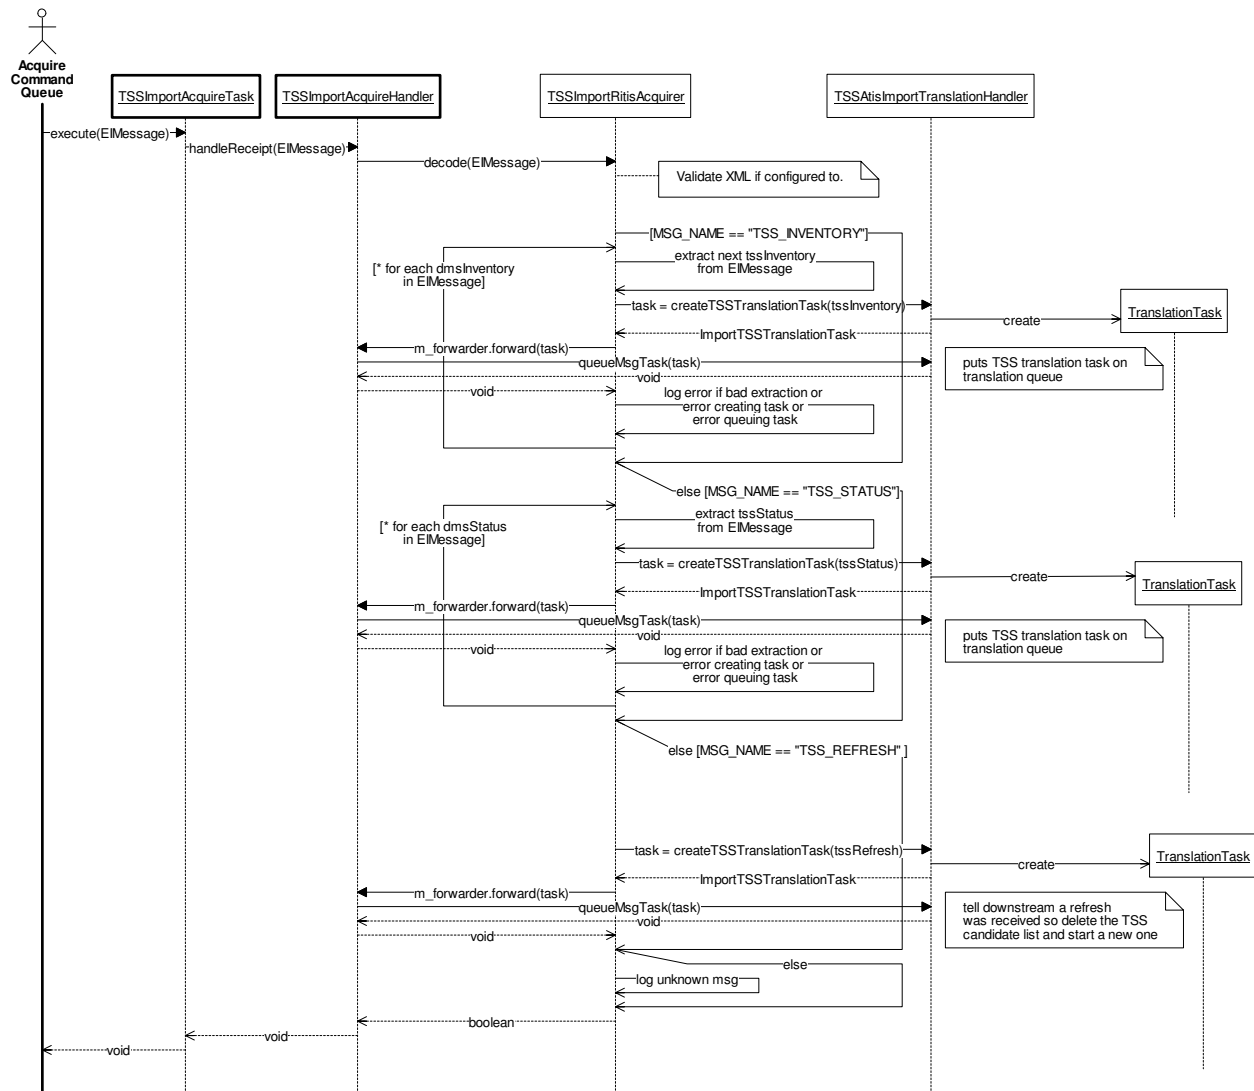 Acquire
Command
Queue
TSSImportAcquireTask
TSSImportAcquireHandler
TSSImportRitisAcquirer
TSSAtisImportTranslationHandler
execute(EIMessage)
handleReceipt(EIMessage)
decode(EIMessage)
Validate XML if configured to.
[MSG_NAME == "TSS_INVENTORY"]
[* for each dmsInventory
in EIMessage]
extract next tssInventory
from EIMessage
task = createTSSTranslationTask(tssInventory)
create
TranslationTask
ImportTSSTranslationTask
m_forwarder.forward(task)
queueMsgTask(task)
void
puts TSS translation task on
translation queue
void
log error if bad extraction or
error creating task or
error queuing task
else [MSG_NAME == "TSS_STATUS"]
[* for each dmsStatus
in EIMessage]
extract tssStatus
from EIMessage
task = createTSSTranslationTask(tssStatus)
create
TranslationTask
ImportTSSTranslationTask
m_forwarder.forward(task)
queueMsgTask(task)
void
puts TSS translation task on
translation queue
void
log error if bad extraction or
error creating task or
error queuing task
else [MSG_NAME == "TSS_REFRESH" ]
task = createTSSTranslationTask(tssRefresh)
create
TranslationTask
ImportTSSTranslationTask
m_forwarder.forward(task)
queueMsgTask(task)
void
tell downstream a refresh
was received so delete the TSS
candidate list and start a new one
void
else
log unknown msg
boolean
void
void